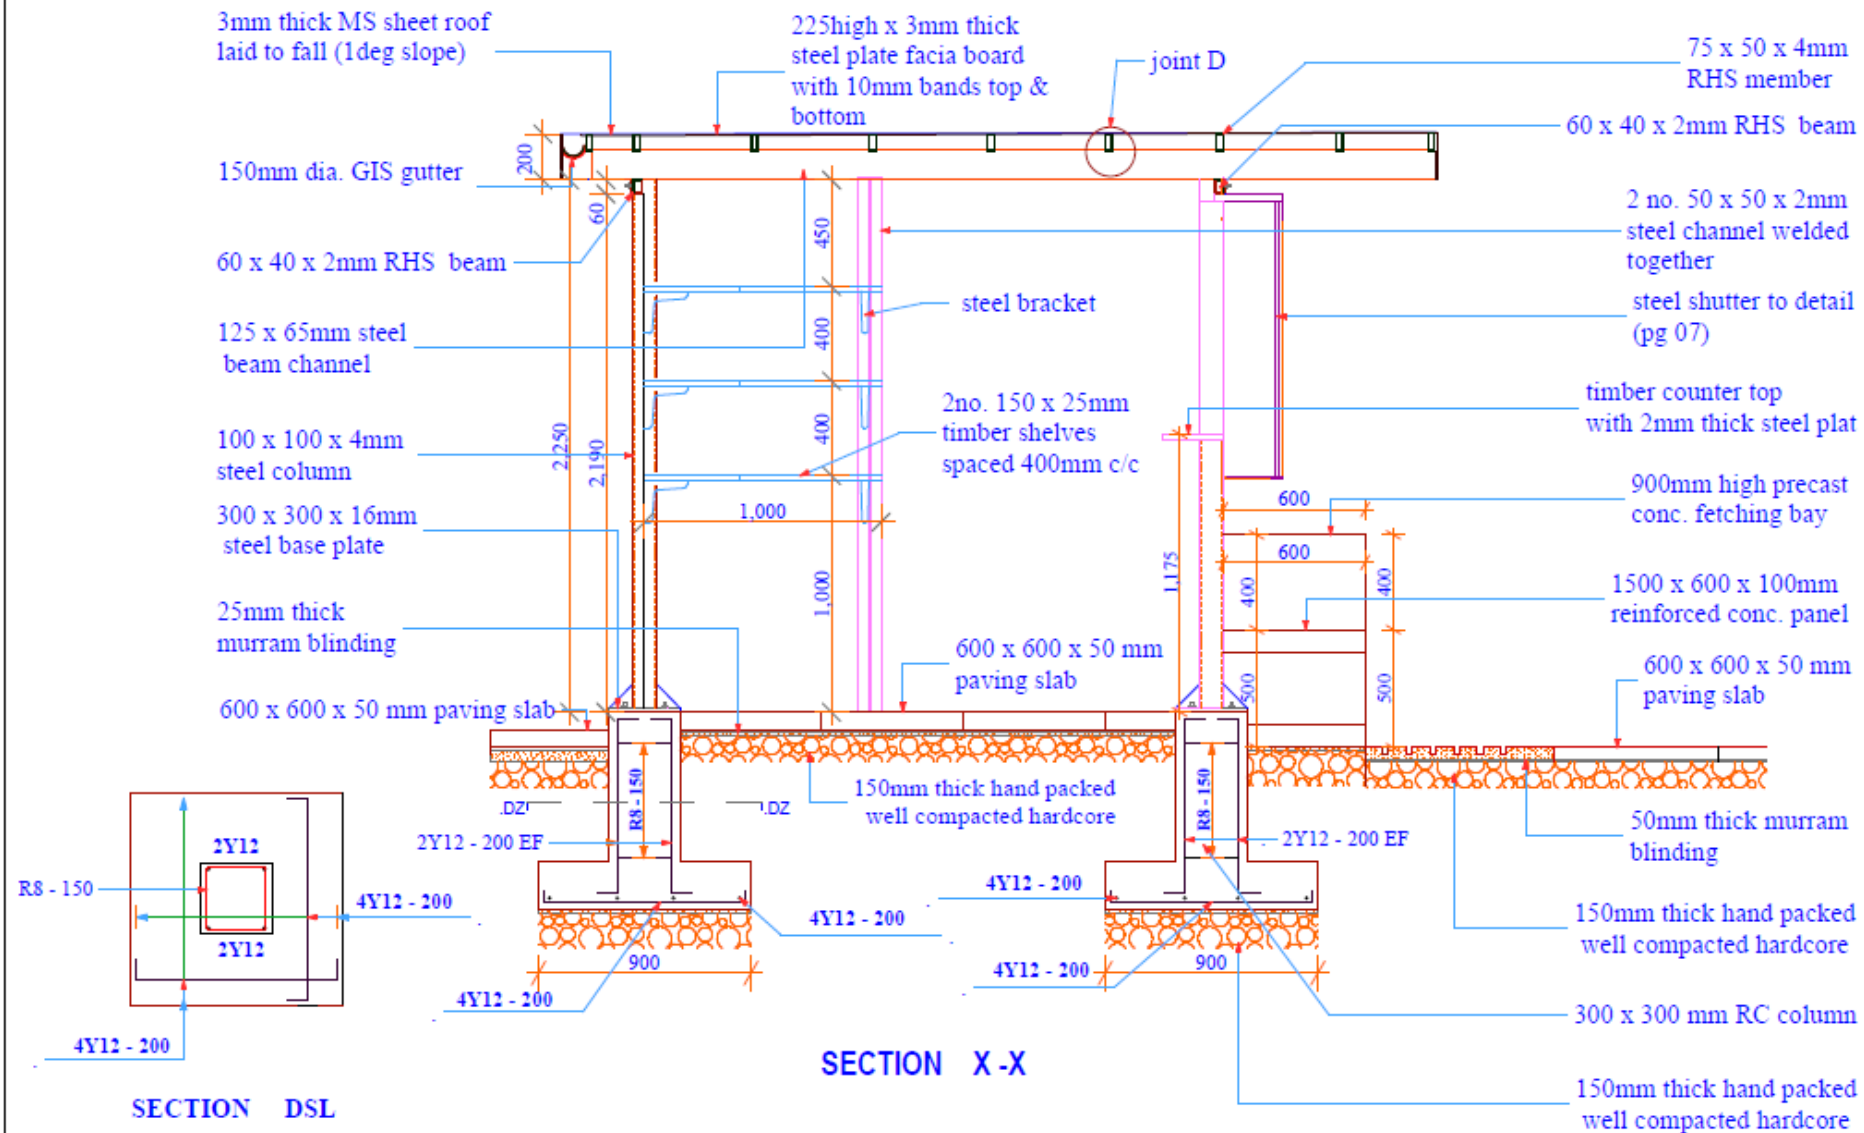 3mm thick MS sheet roof
laid to fall (1deg slope)
225high x 3mm thick
steel plate facia board
with 10mm bands top &
bottom
joint D
75 x 50 x 4mm
RHS member
60 x 40 x 2mm RHS beam
200
150mm dia. GIS gutter
60
450
2 no. 50 x 50 x 2mm
steel channel welded
together
60 x 40 x 2mm RHS beam
steel bracket
steel shutter to detail
(pg 07)
125 x 65mm steel
beam channel
400
2no. 150 x 25mm
timber shelves
spaced 400mm c/c
timber counter top
with 2mm thick steel plat
100 x 100 x 4mm
steel column
2,250
2,190
400
900mm high precast
conc. fetching bay
600
300 x 300 x 16mm
steel base plate
1,000
600
1,175
1,000
400
400
1500 x 600 x 100mm
reinforced conc. panel
25mm thick
murram blinding
600 x 600 x 50 mm
paving slab
600 x 600 x 50 mm
paving slab
500
500
600 x 600 x 50 mm paving slab
150mm thick hand packed
well compacted hardcore
R8 - 150
R8 - 150
.DZ
.DZ
2Y12 - 200 EF
2Y12 - 200 EF
50mm thick murram
blinding
2Y12
R8 - 150
4Y12 - 200
2Y12
4Y12 - 200
4Y12 - 200
150mm thick hand packed
well compacted hardcore
900
900
4Y12 - 200
4Y12 - 200
4Y12 - 200
300 x 300 mm RC column
SECTION X -X
SECTION DSL
150mm thick hand packed
well compacted hardcore